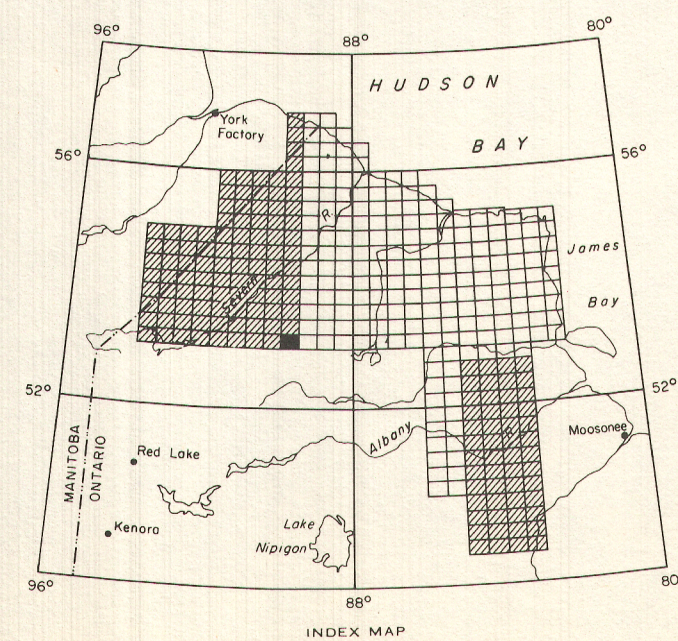 96°
88°
80°
HUDSON
BAY
York
Factory
56°
56°
R.
Severn
James
Bay
52°
52°
MANITOBA
ONTARIO
Red Lake
Albany
R.
Moosonee
Kenora
Lake
Nipigon
96°
88°
80
INDEX MAP